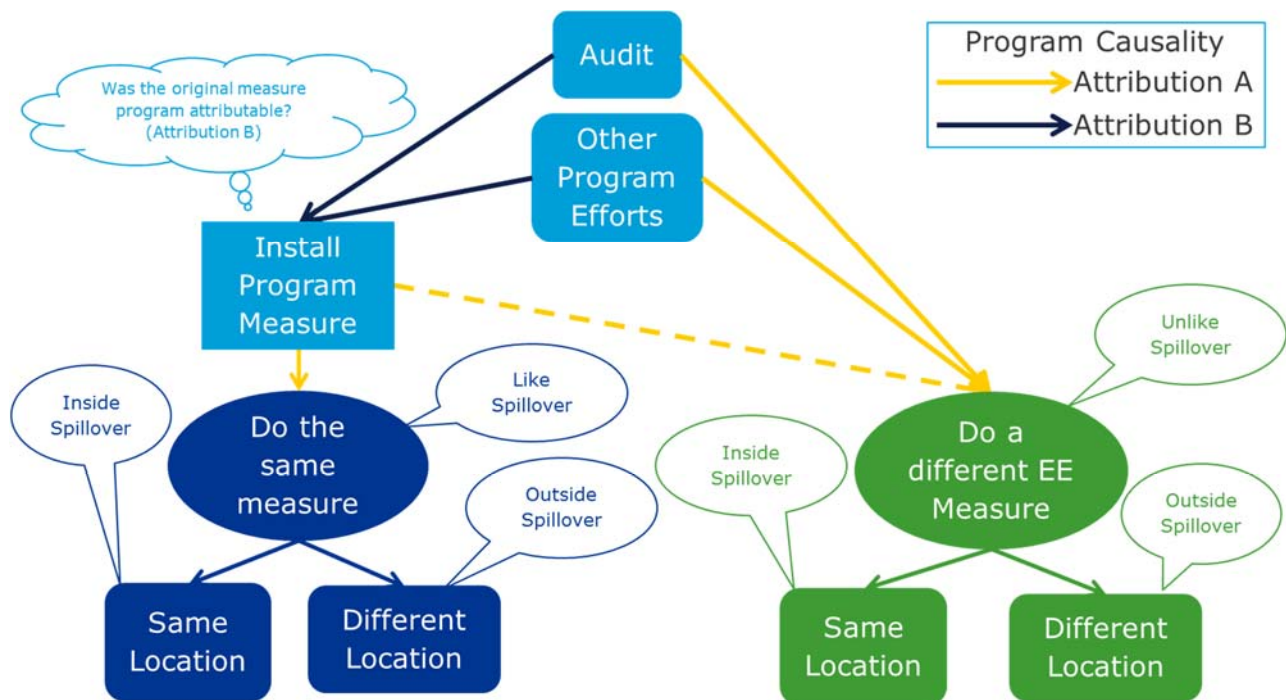 Was the original measure
program attributable?
(Attribution B)
Audit
Program Causality
Attribution A
Attribution B
Other
Program
Efforts
Install
Program
Measure
Unlike
Spillover
Like
Spillover
Inside
Spillover
Do the
same
measure
Outside
Spillover
Inside
Spillover
Do a
different EE
Measure
Outside
Spillover
Same
Location
Different
Location
Same
Location
Different
Location